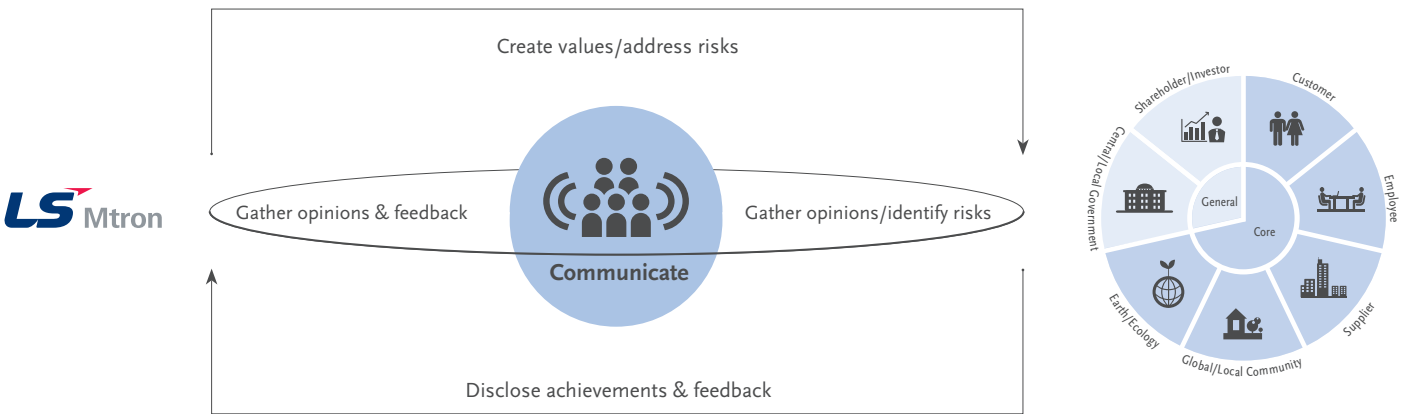 Create values/address risks
LS Mtron
Gather opinions & feedback
Communicate
Gather opinions/identify risks
Disclose achievements & feedback
Shareholder/Investor
Customer
Central/Local Government
Employee
General
Core
Earth/Ecology
Supplier
Global/Local Community